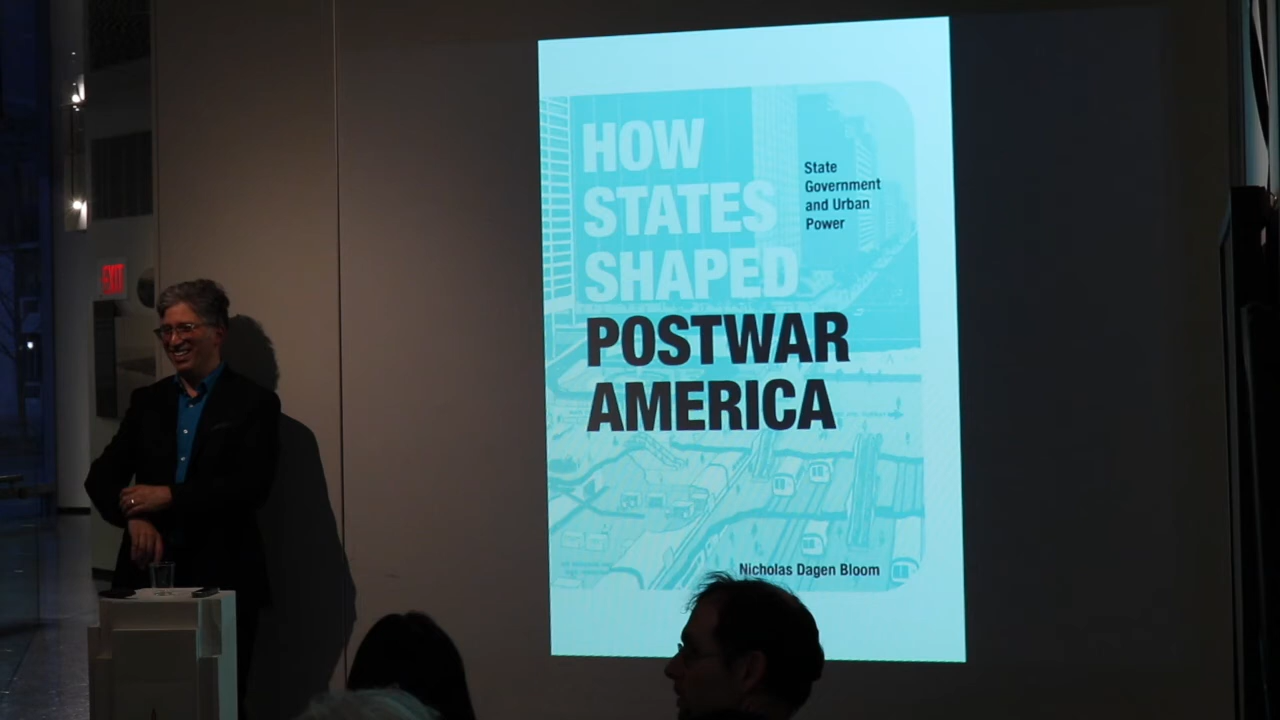 EXIT
HOW
STATES
SHAPED
POSTWAR
AMERICA
State
Government
and Urban
Power
Nicholas Dagen Bloom